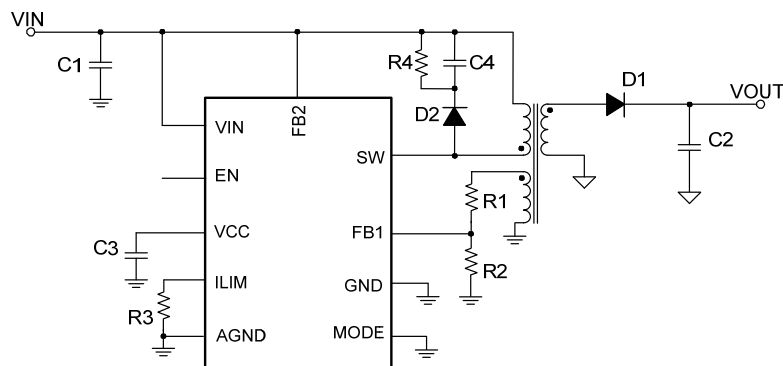 VIN
C1
R4
C4
D1
VOUT
FB2
D2
VIN
C2
SW
EN
R1
VCC
FB1
C3
R2
ILIM
GND
R3
AGND
MODE